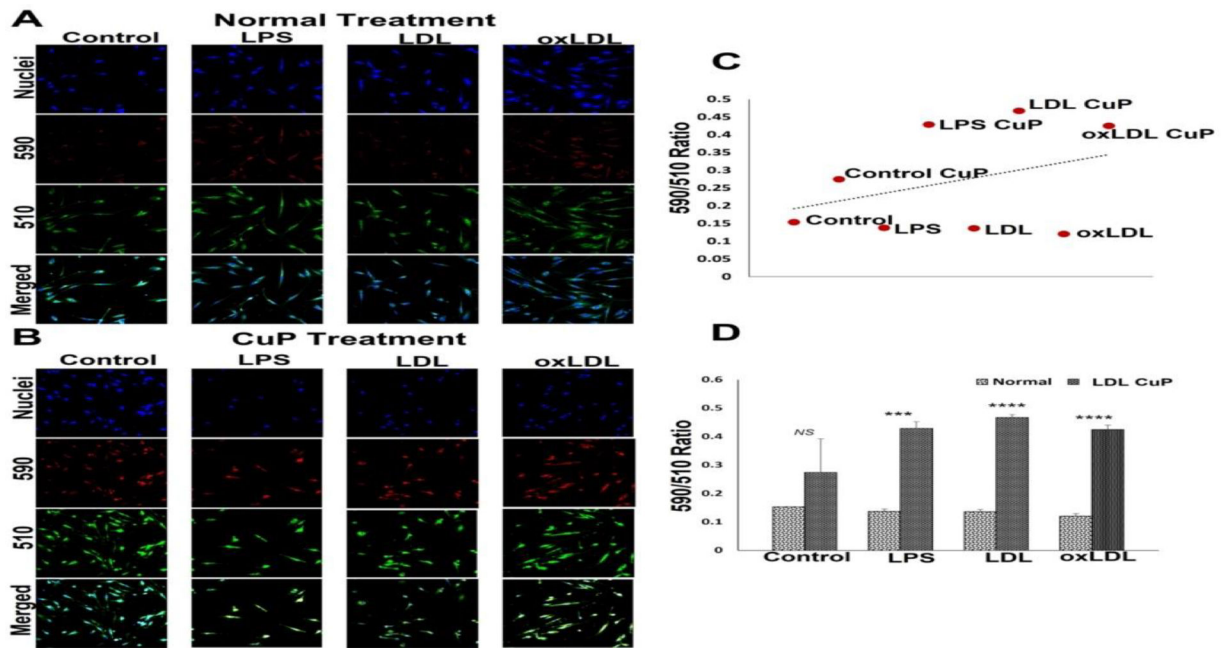 A
Normal Treatment
Control LPS LDL oxLDL
Nuclei
590
510
Merged
B
CuP Treatment
Control LPS LDL oxLDL
Nuclei
590
510
Merged
C
590/510 Ratio
0.5
0.45
0.4
0.35
0.3
0.25
0.2
0.15
0.1
0.05
0
LDL CuP
LPS CuP
oxLDL CuP
Control CuP
Control
LPS
LDL
oxLDL
D
590/510 Ratio
0.6
0.5
0.4
0.3
0.2
0.1
0
Normal LDL CuP
NS
***
****
****
Control LPS LDL oxLDL